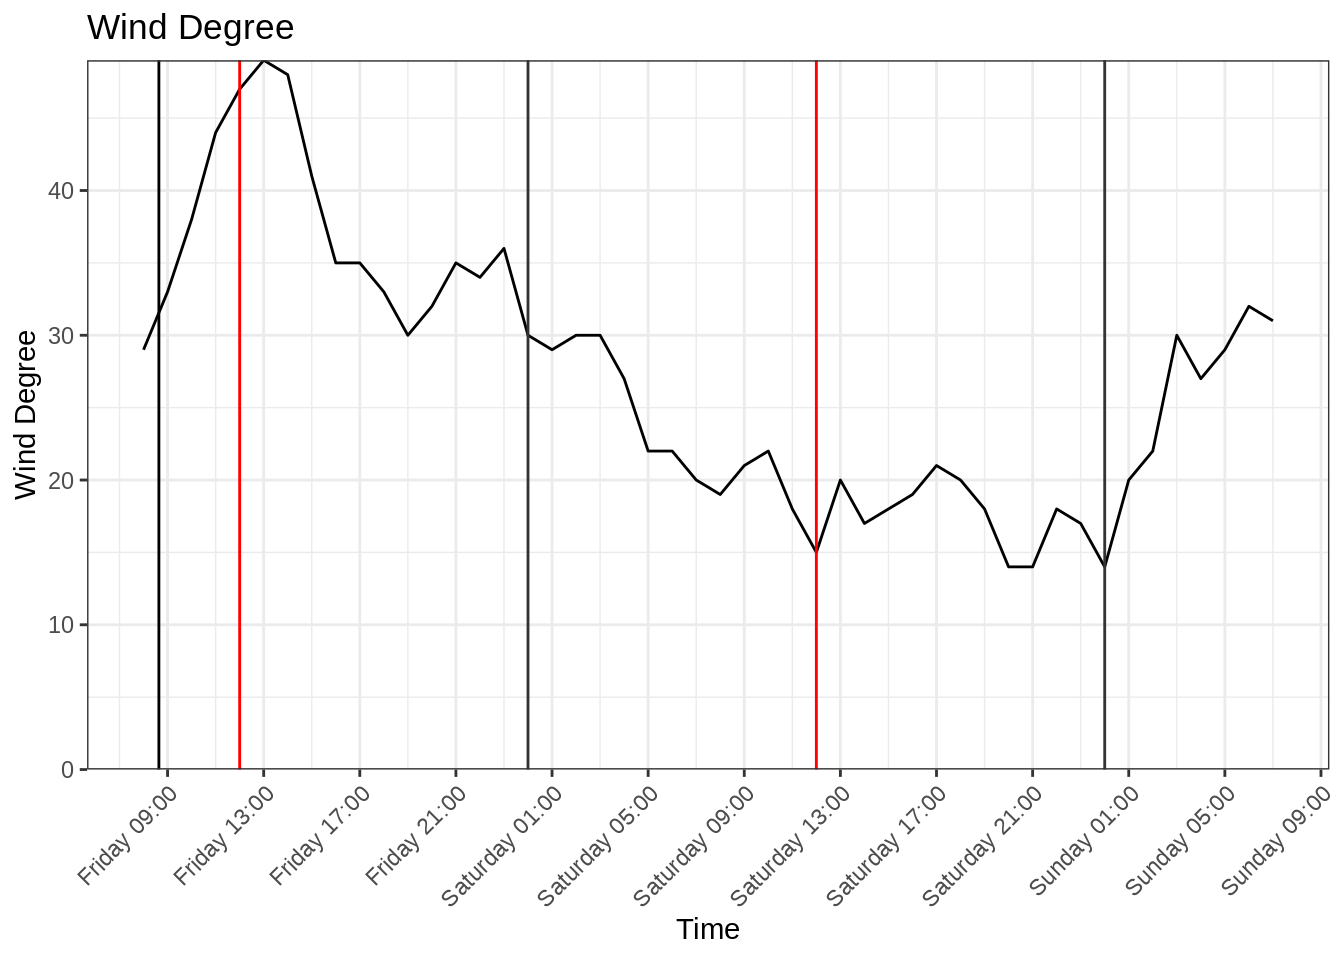 Wind Degree
Wind Degree
40
30
20
10
0
Friday 09:00
Friday 13:00
Friday 17:00
Friday 21:00
Saturday 01:00
Saturday 05:00
Saturday 09:00
Saturday 13:00
Saturday 17:00
Saturday 21:00
Sunday 01:00
Sunday 05:00
Sunday 09:00
Time